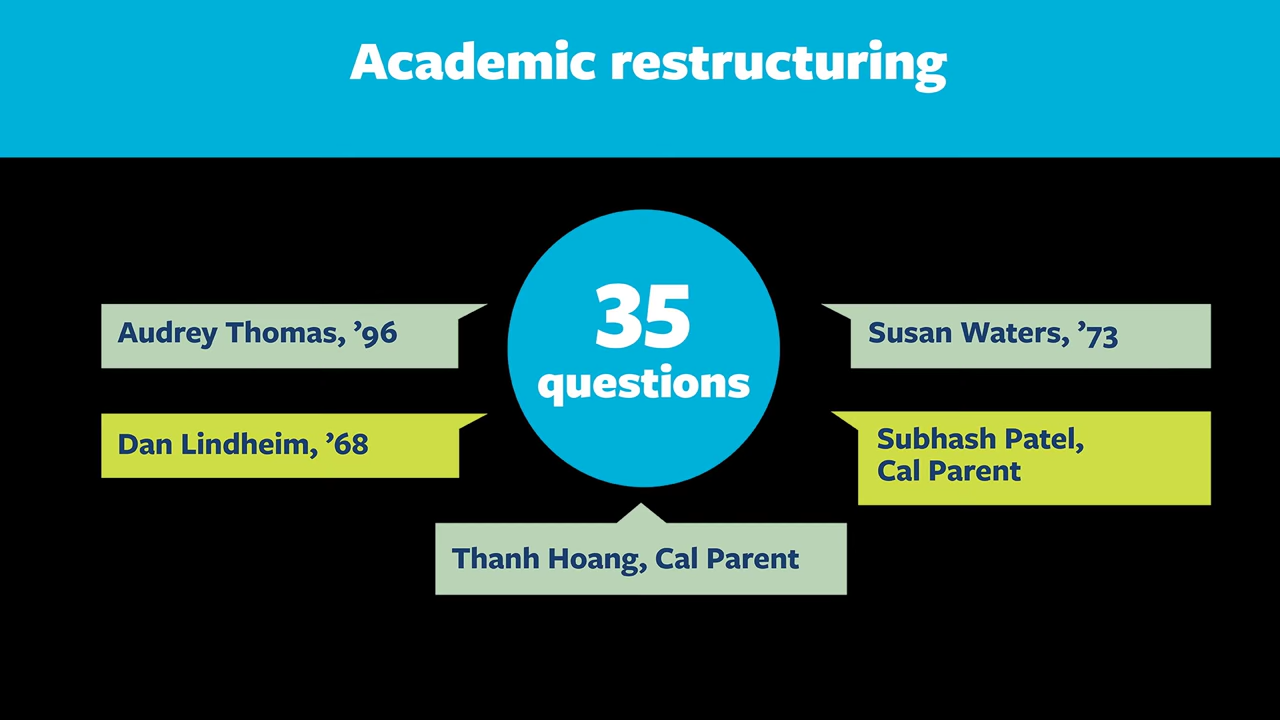 Academic restructuring
35
questions
Audrey Thomas, ’96
Susan Waters, ’73
Dan Lindheim, ’68
Subhash Patel,
Cal Parent
Thanh Hoang, Cal Parent